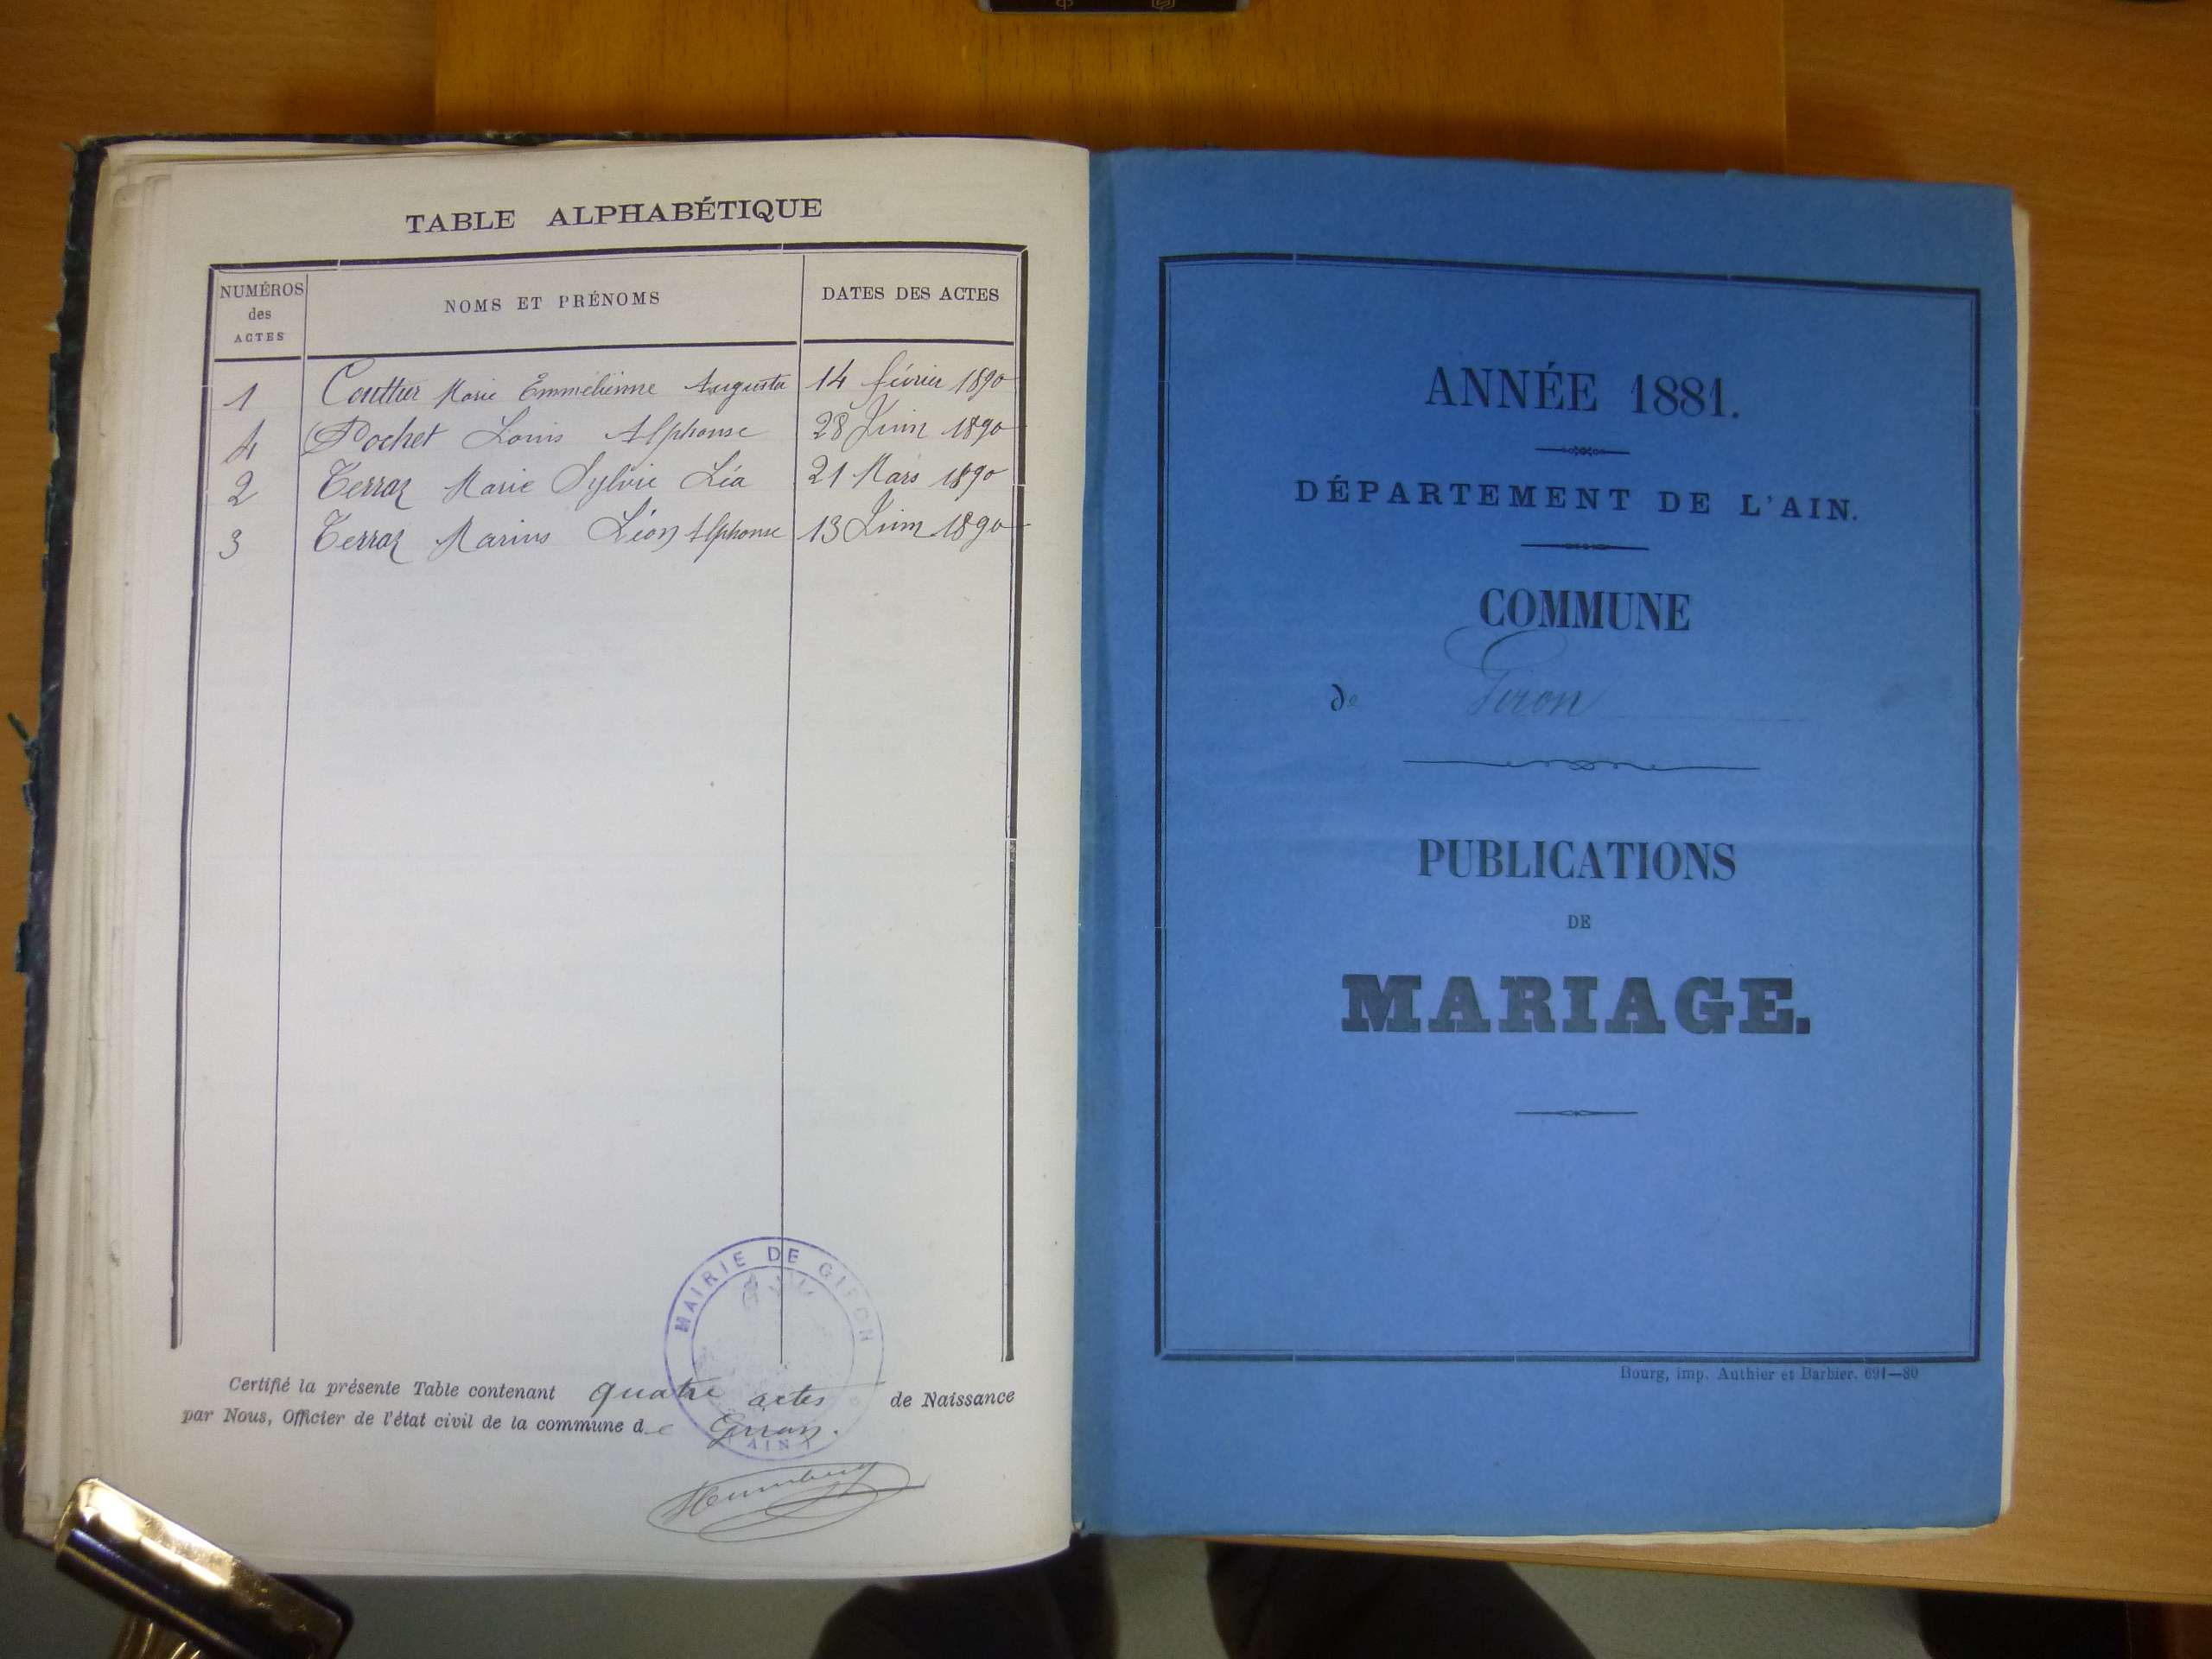 TABLE ALPHABÉTIQUE
NUMÉROS
des
ACTES
NOMS ET PRÉNOMS
DATES DES ACTES
1 Couttier Marie Augusta 14 février 1890
4 Pochet Louis Alphonse 28 Juin 1890
2 Terraz Marie Sylvie Léa 21 Mars 1890
3 Terraz Marius Léon Alphonse 13 Juin 1890
MAIRIE DE GIRON
AIN
Certifié la présente Table contenant quatre actes de Naissance
par Nous, Officier de l'état civil de la commune de Giron.
ANNÉE 1881.
DÉPARTEMENT DE L'AIN.
COMMUNE
de Giron
PUBLICATIONS
DE
MARIAGE.
Bourg, imp. Authier et Barbier. 691—80